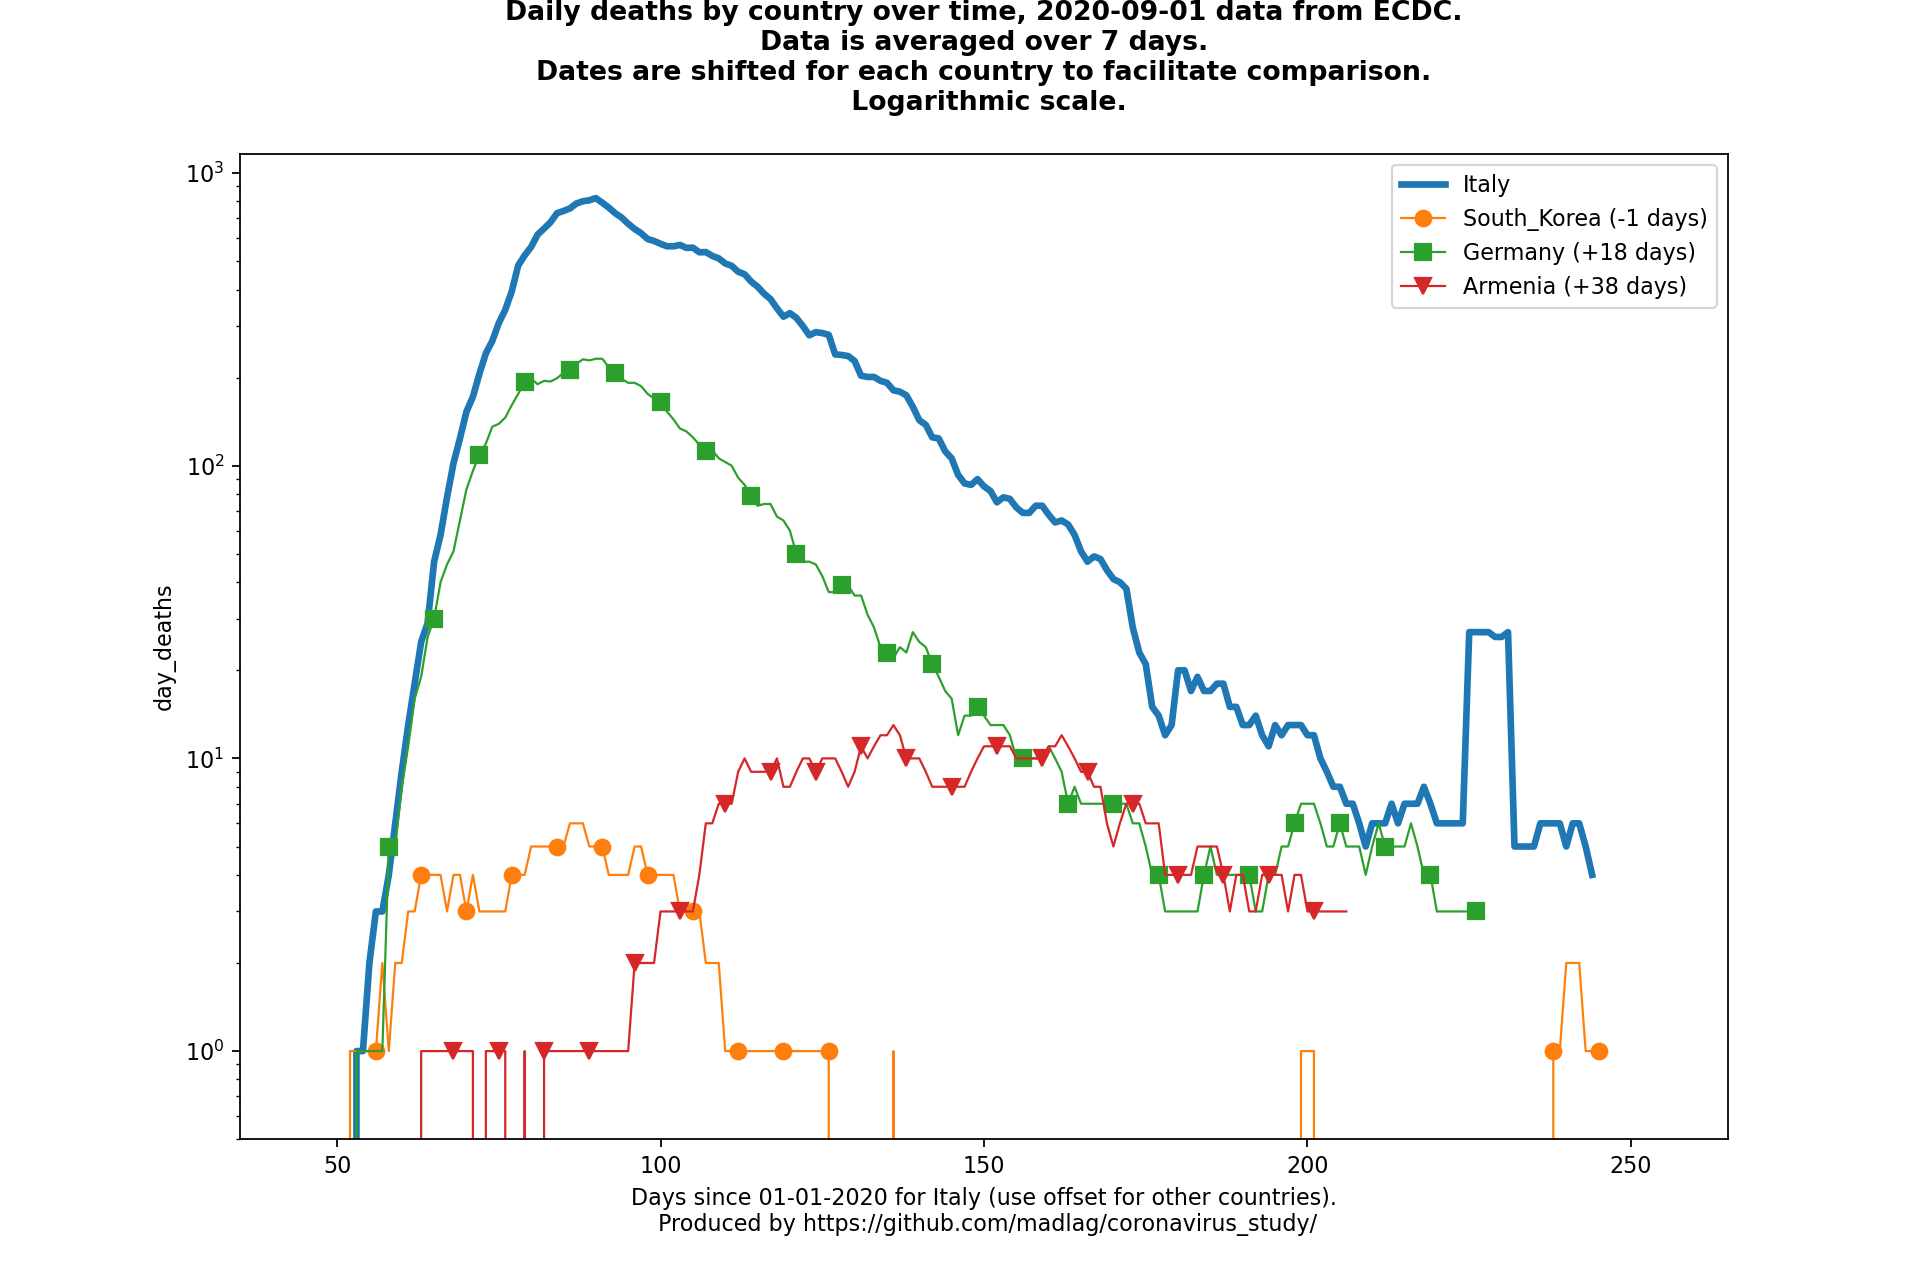 Daily deaths by country over time, 2020-09-01 data from ECDC.
Data is averaged over 7 days.
Dates are shifted for each country to facilitate comparison.
Logarithmic scale.
10³
10²
10¹
10⁰
day_deaths
Italy
South_Korea (-1 days)
Germany (+18 days)
Armenia (+38 days)
50 100 150 200 250
Days since 01-01-2020 for Italy (use offset for other countries).
Produced by https://github.com/madlag/coronavirus_study/